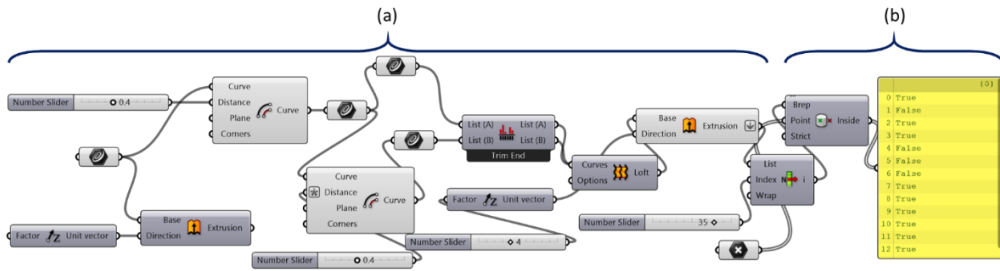 (a)
(b)
Number Slider 0.4
Curve
Distance
Plane
Corners
Curve
Factor Unit vector
Base
Direction
Extrusion
Curve
Distance
Plane
Corners
Curve
Number Slider 0.4
List (A) List (A)
List (B) List (B)
Trim End
Factor Unit vector
Number Slider 4
Curves
Options
Loft
Base
Direction
Extrusion
Number Slider 35
List
Index
Wrap
i
Brep
Point
Strict
Inside
{0}
0 True
1 False
2 True
3 True
4 False
5 False
6 False
7 True
8 True
9 True
10 True
11 True
12 True